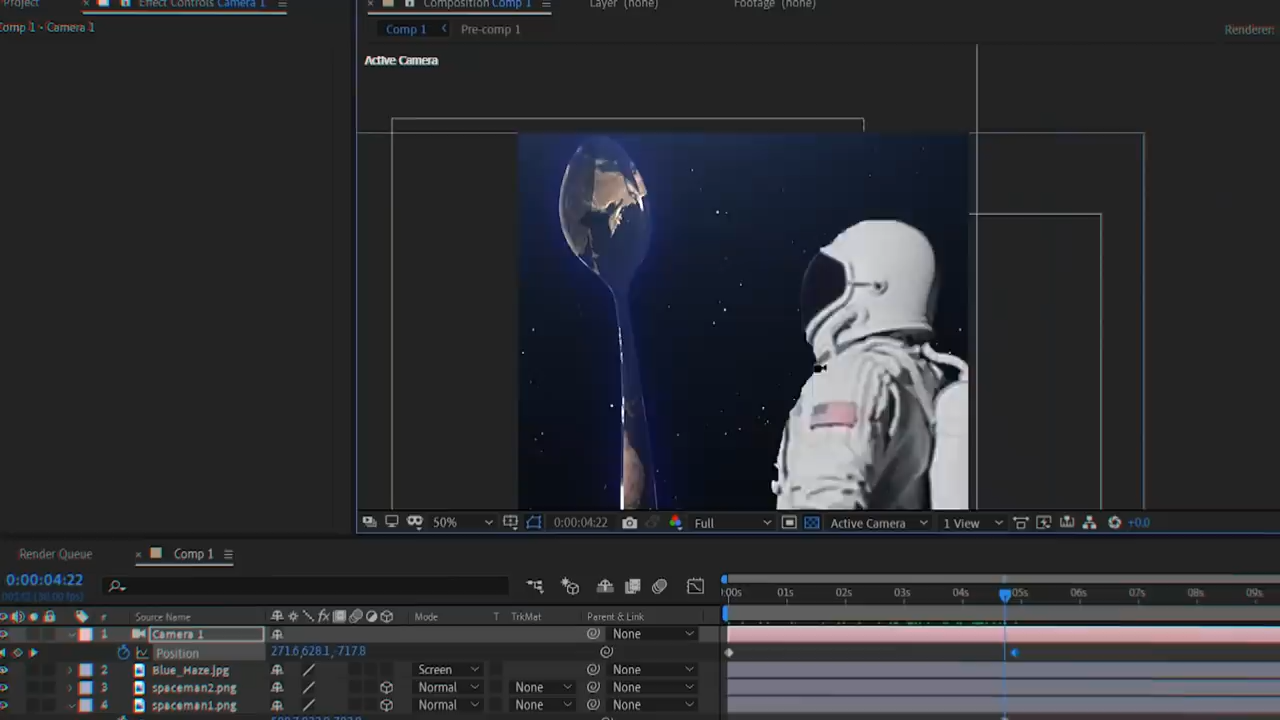 Project
Effect Controls Camera 1
Composition Comp 1
Layer (none)
Footage (none)
Comp 1 - Camera 1
Comp 1
Pre-comp 1
Renderer:
Active Camera
50%
0:00:04:22
Full
Active Camera
1 View
+0.0
Render Queue
Comp 1
0:00:04:22
:00s 01s 02s 03s 04s 05s 06s 07s 08s 09s
# Source Name Mode T TrkMat Parent & Link
1 Camera 1 None
Position 271.6,628.1,-717.8
2 Blue_Haze.jpg Screen None
3 spaceman2.png Normal None None
4 spaceman1.png Normal None None